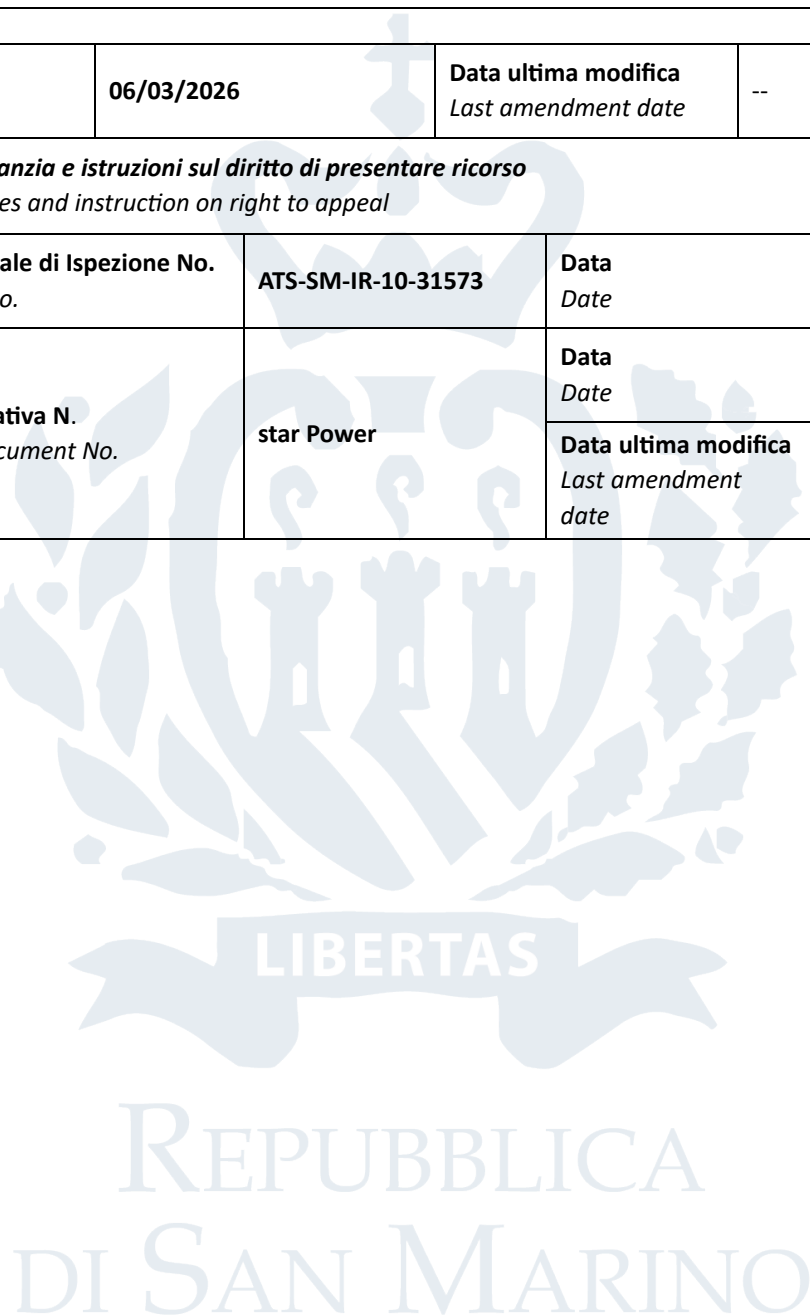 06/03/2026
Data ultima modifica
Last amendment date
--
anzia e istruzioni sul diritto di presentare ricorso
es and instruction on right to appeal
ale di Ispezione No.
o.
ATS-SM-IR-10-31573
Data
Date
ativa N.
cument No.
star Power
Data
Date
Data ultima modifica
Last amendment
date
LIBERTAS
REPUBBLICA
DI SAN MARINO